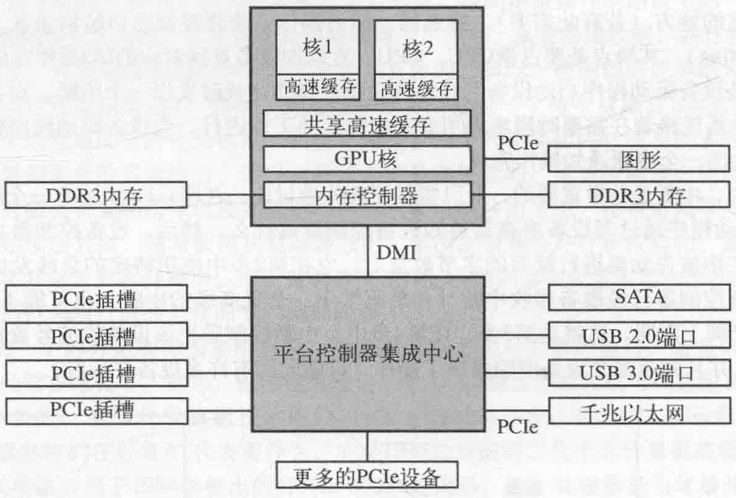 核1 核2
高速缓存 高速缓存
共享高速缓存
GPU核
PCIe
图形
DDR3内存
内存控制器
DDR3内存
DMI
PCIe插槽
PCIe插槽
PCIe插槽
PCIe插槽
平台控制器集成中心
SATA
USB 2.0端口
USB 3.0端口
千兆以太网
PCIe
更多的PCIe设备